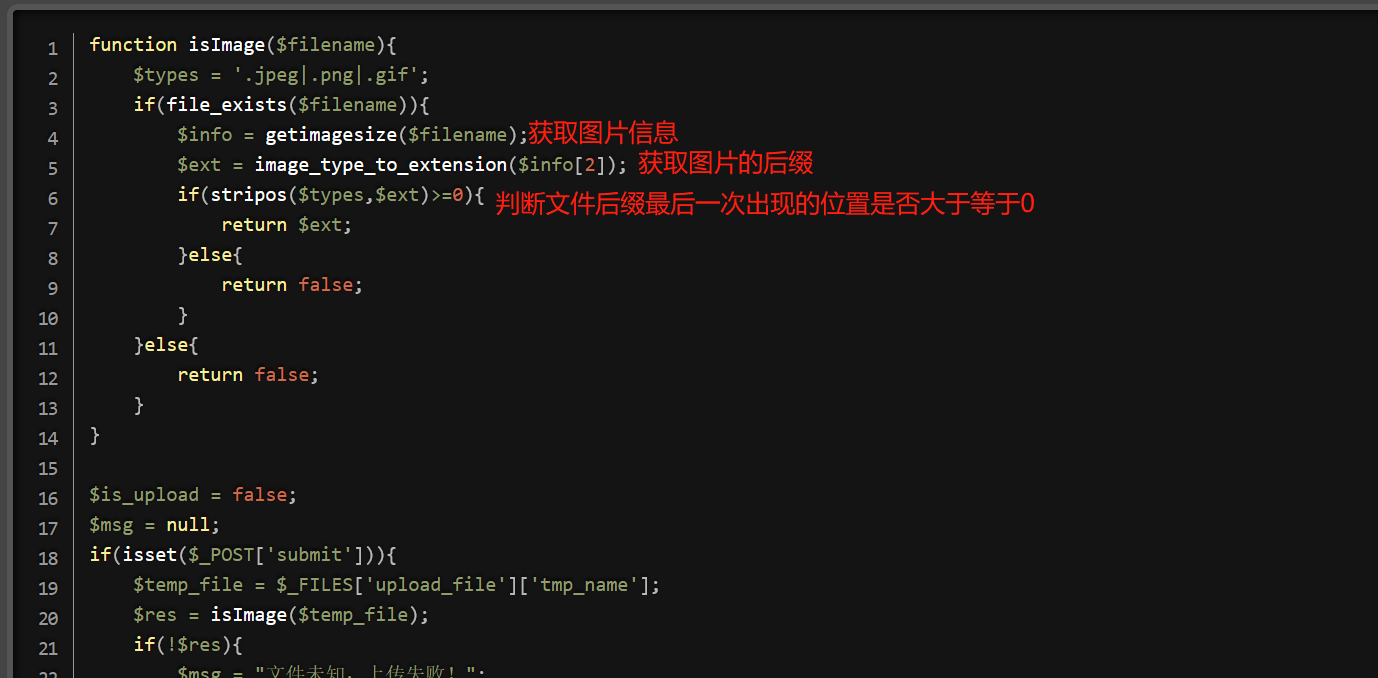 1 function isImage($filename){
2 $types = '.jpeg|.png|.gif';
3 if(file_exists($filename)){
4 $info = getimagesize($filename);获取图片信息
5 $ext = image_type_to_extension($info[2]); 获取图片的后缀
6 if(stripos($types,$ext)>=0){ 判断文件后缀最后一次出现的位置是否大于等于0
7 return $ext;
8 }else{
9 return false;
10 }
11 }else{
12 return false;
13 }
14 }
15
16 $is_upload = false;
17 $msg = null;
18 if(isset($_POST['submit'])){
19 $temp_file = $_FILES['upload_file']['tmp_name'];
20 $res = isImage($temp_file);
21 if(!$res){
22 $msg = "文件未知，上传失败！";